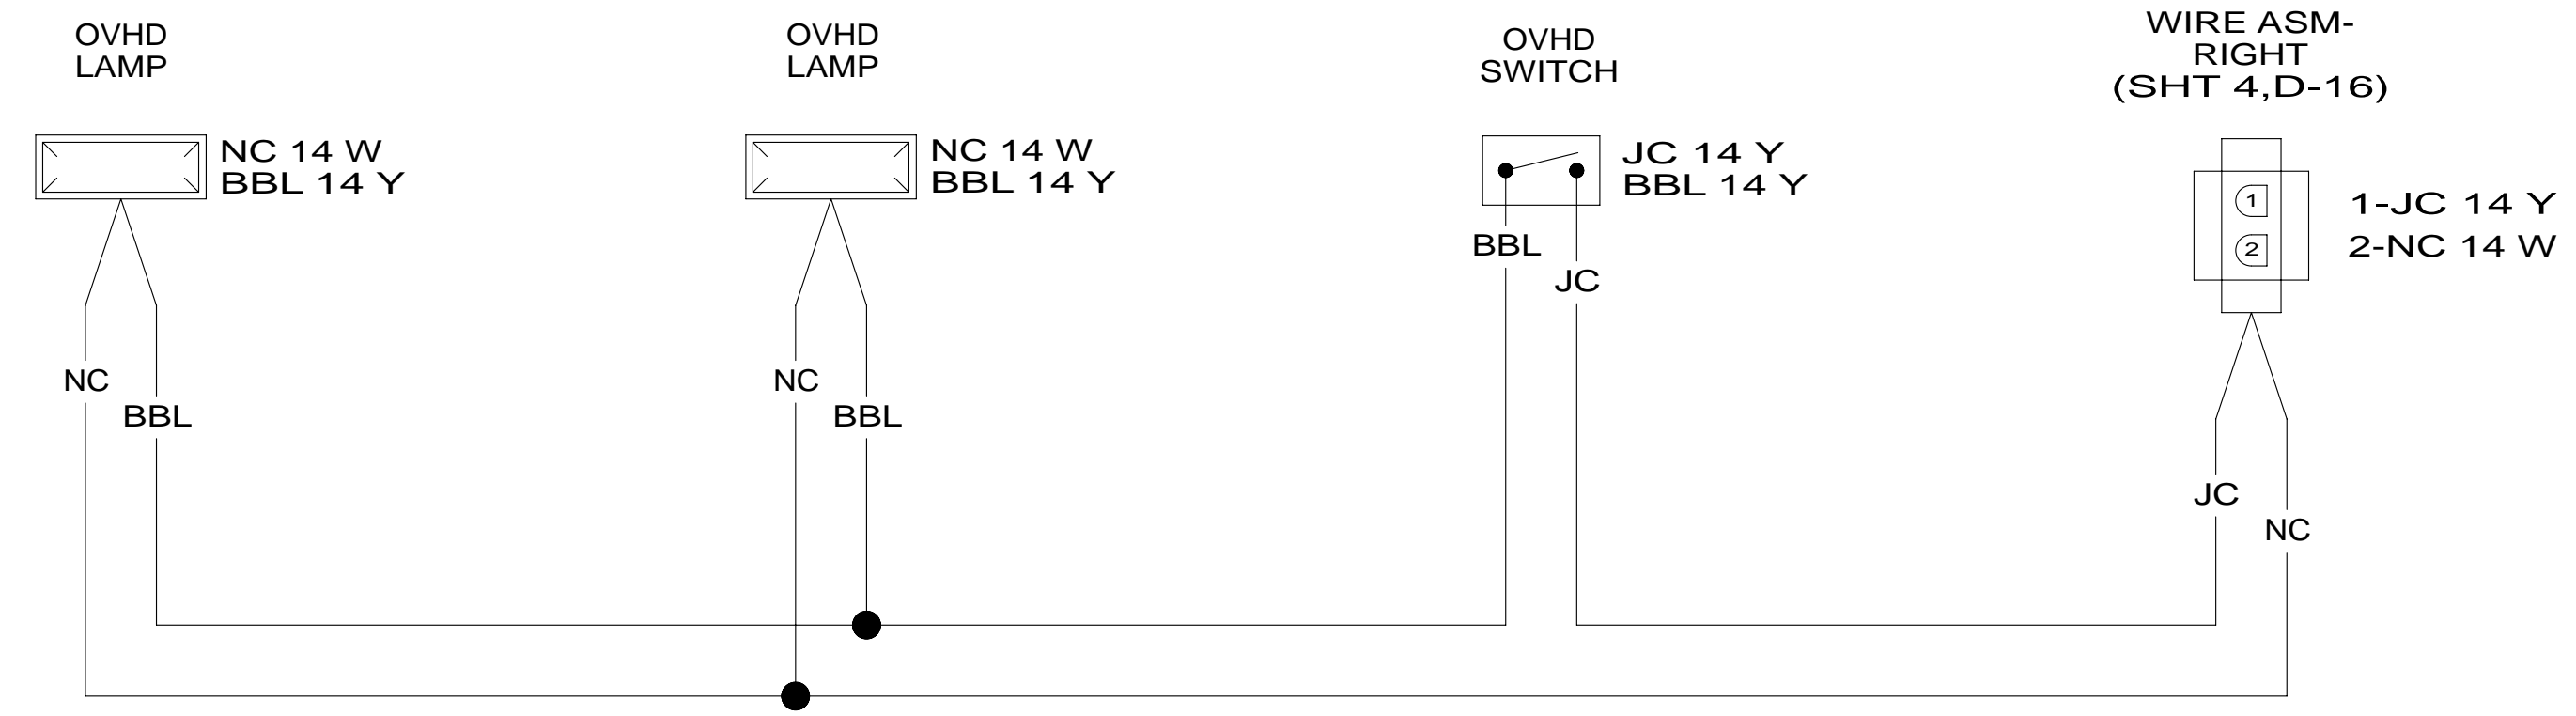 OVHD
LAMP
NC 14 W
BBL 14 Y
NC
BBL
OVHD
LAMP
NC 14 W
BBL 14 Y
NC
BBL
OVHD
SWITCH
JC 14 Y
BBL 14 Y
BBL
JC
WIRE ASM-
RIGHT
(SHT 4,D-16)
1
2
1-JC 14 Y
2-NC 14 W
JC
NC